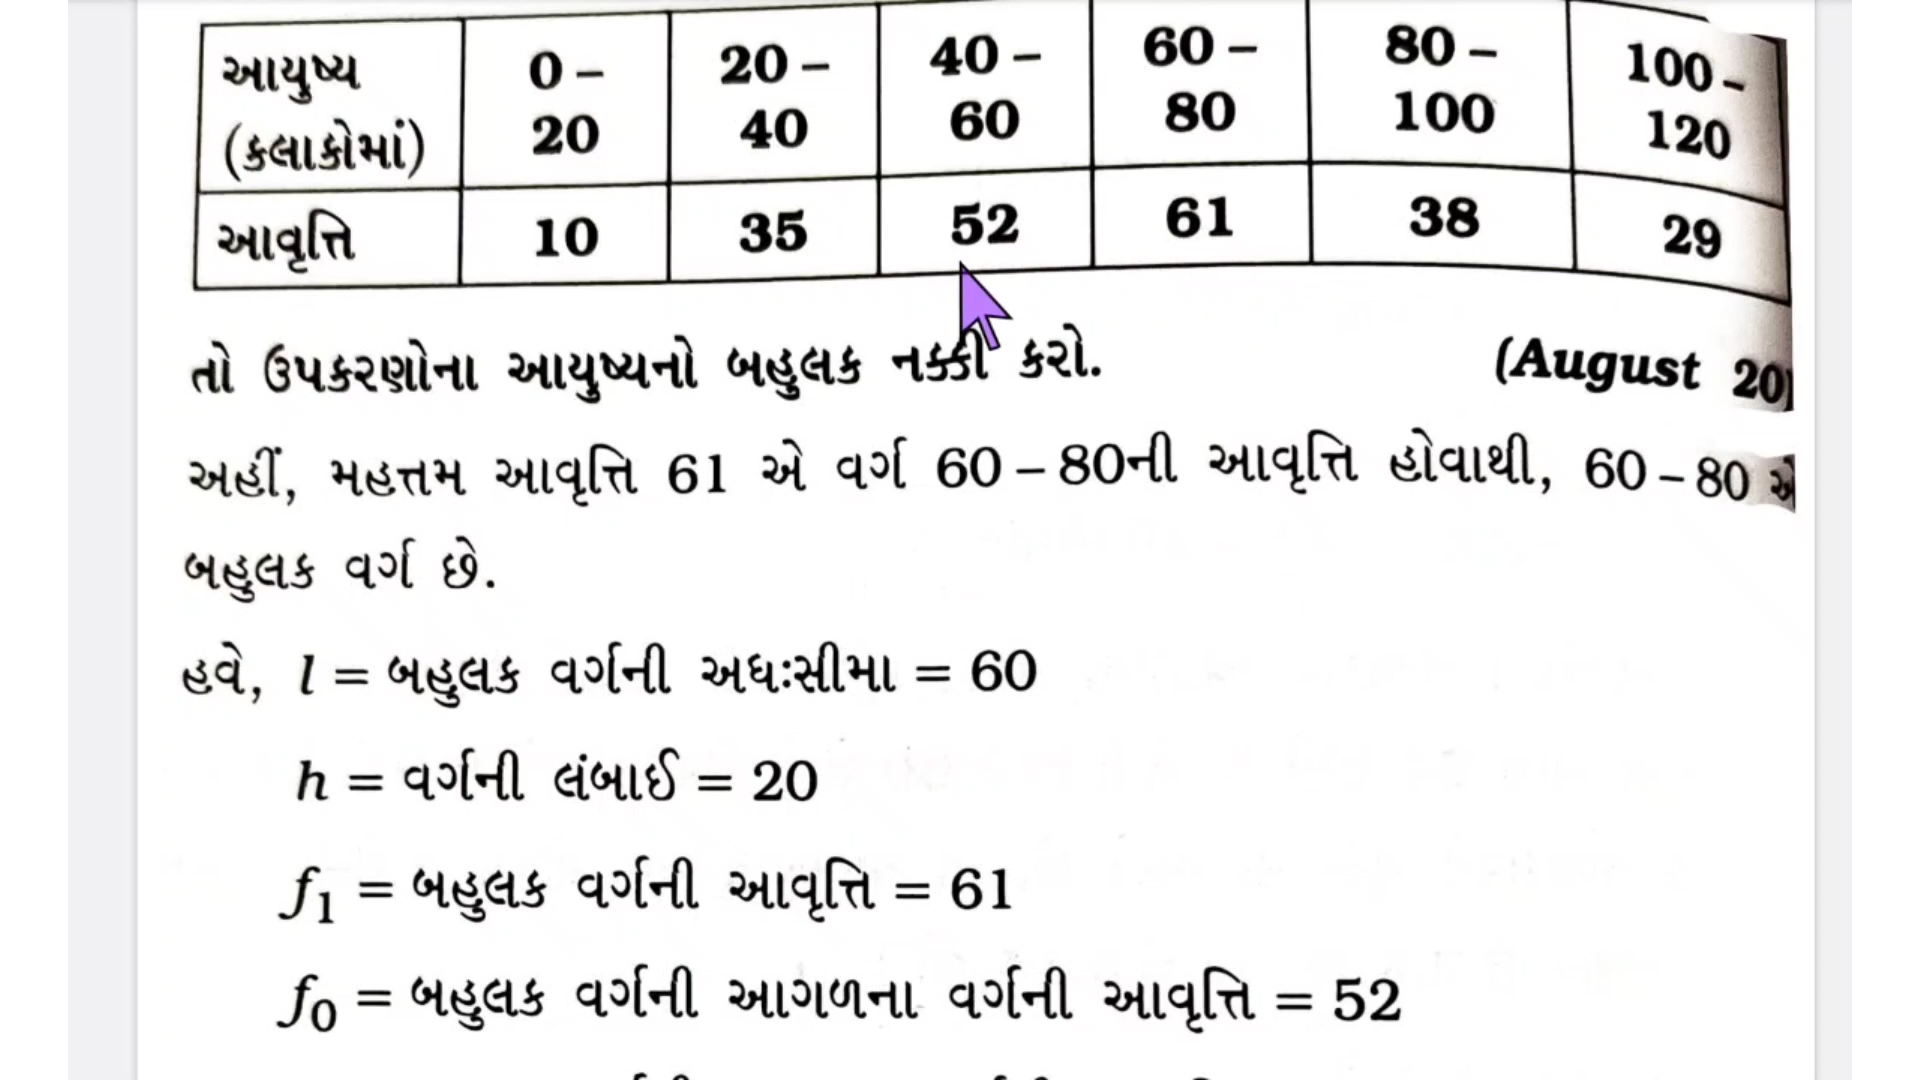 આયુષ્ય (કલાકોમાં) 0 – 20 20 – 40 40 – 60 60 – 80 80 – 100 100 – 120
આવૃત્તિ 10 35 52 61 38 29
તો ઉપકરણોના આયુષ્યનો બહુલક નક્કી કરો. (August 20
અહીં, મહત્તમ આવૃત્તિ 61 એ વર્ગ 60 – 80ની આવૃત્તિ હોવાથી, 60 – 80 એ
બહુલક વર્ગ છે.
હવે, l = બહુલક વર્ગની અધઃસીમા = 60
h = વર્ગની લંબાઈ = 20
f1 = બહુલક વર્ગની આવૃત્તિ = 61
f0 = બહુલક વર્ગની આગળના વર્ગની આવૃત્તિ = 52